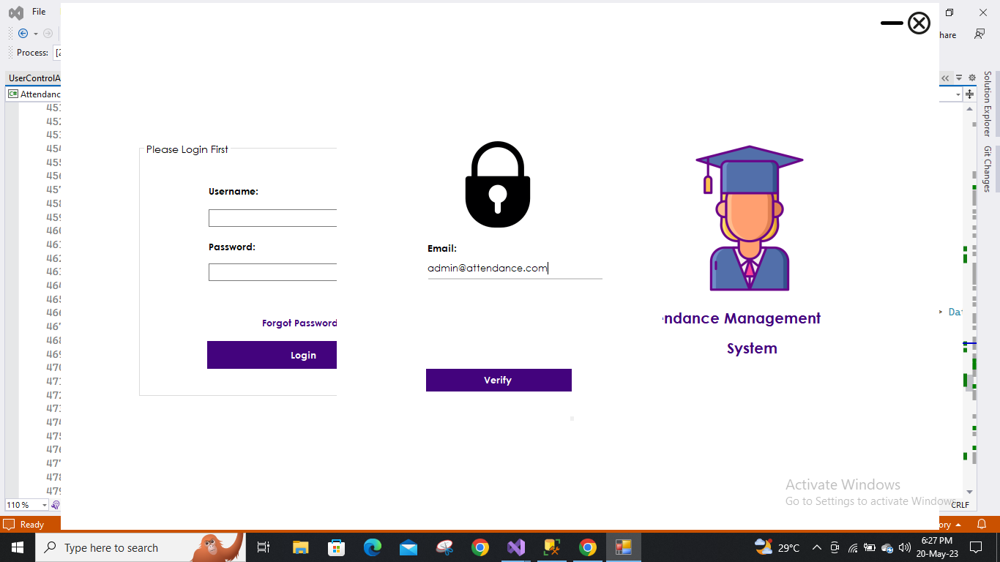 File
hare
Process:
[2
UserControlA
C# Attendanc
451
452
453
454
455
456
457
458
459
460
461
462
463
464
465
466
467
468
469
470
471
472
473
474
475
476
477
478
479
Please Login First
Username:
Password:
Forgot Password
Login
Email:
admin@attendance.com
Verify
endance Management
System
Dat
Solution Explorer
Git Changes
Activate Windows
Go to Settings to activate Windows.
110 %
CRLF
Ready
ory
Type here to search
29°C
6:27 PM
20-May-23